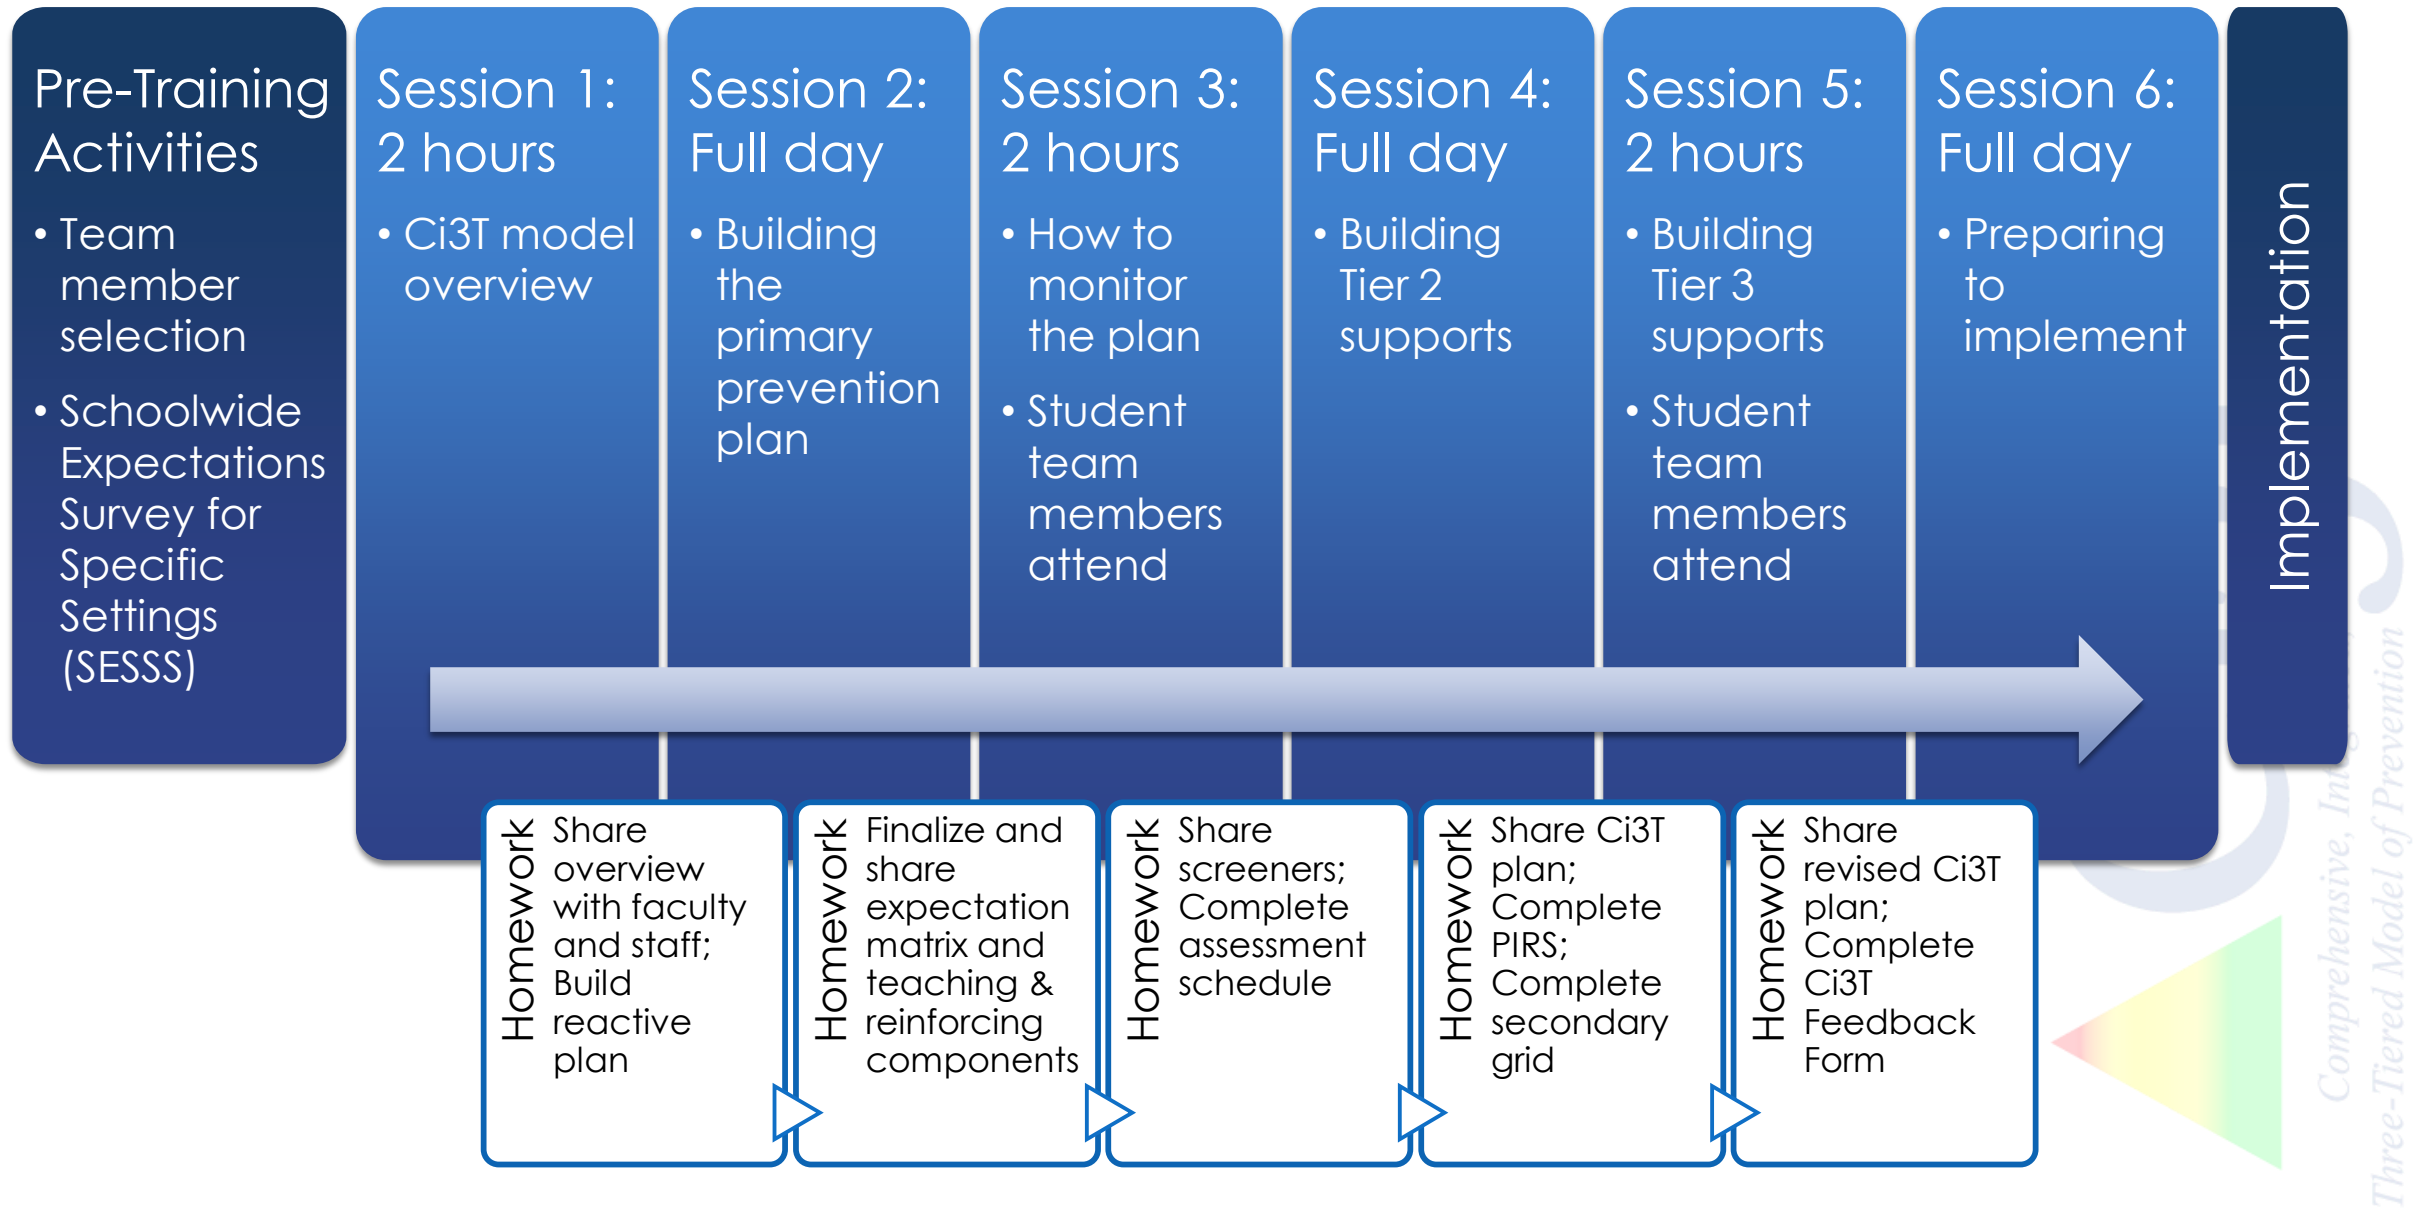 Pre-Training
Activities
• Team
member
selection
• Schoolwide
Expectations
Survey for
Specific
Settings
(SESSS)
Session 1:
2 hours
• Ci3T model
overview
Session 2:
Full day
• Building
the
primary
prevention
plan
Session 3:
2 hours
• How to
monitor
the plan
• Student
team
members
attend
Session 4:
Full day
• Building
Tier 2
supports
Session 5:
2 hours
• Building
Tier 3
supports
• Student
team
members
attend
Session 6:
Full day
• Preparing
to
implement
Implementation
Homework
Share
overview
with faculty
and staff;
Build
reactive
plan
Homework
Finalize and
share
expectation
matrix and
teaching &
reinforcing
components
Homework
Share
screeners;
Complete
assessment
schedule
Homework
Share Ci3T
plan;
Complete
PIRS;
Complete
secondary
grid
Homework
Share
revised Ci3T
plan;
Complete
Ci3T
Feedback
Form
Comprehensive,
Three-Tiered Model of Prevention